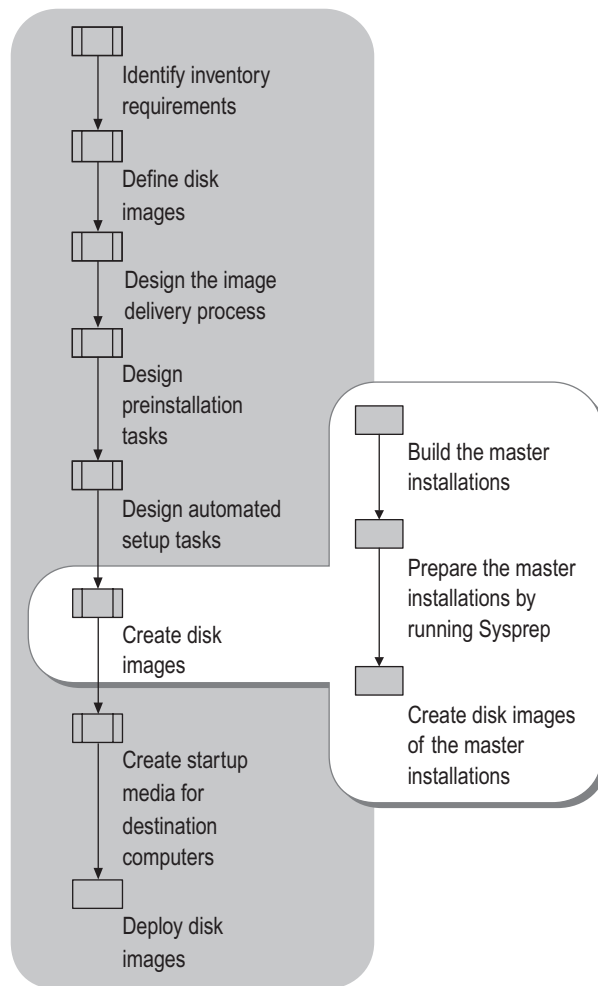 Identify inventory
requirements
Define disk
images
Design the image
delivery process
Design
preinstallation
tasks
Design automated
setup tasks
Create disk
images
Create startup
media for
destination
computers
Deploy disk
images
Build the master
installations
Prepare the master
installations by
running Sysprep
Create disk images
of the master
installations